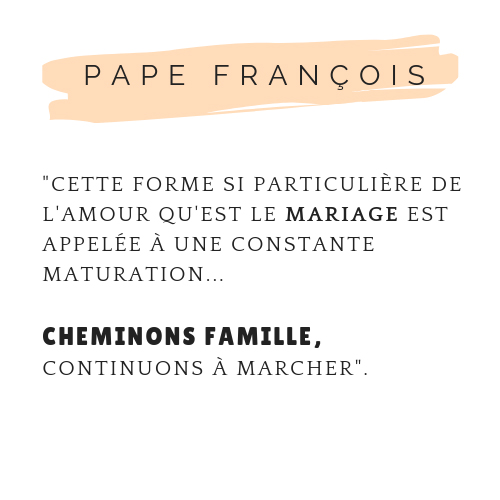 PAPE FRANÇOIS
"CETTE FORME SI PARTICULIÈRE DE
L'AMOUR QU'EST LE MARIAGE EST
APPELÉE À UNE CONSTANTE
MATURATION...
CHEMINONS FAMILLE,
CONTINUONS À MARCHER".